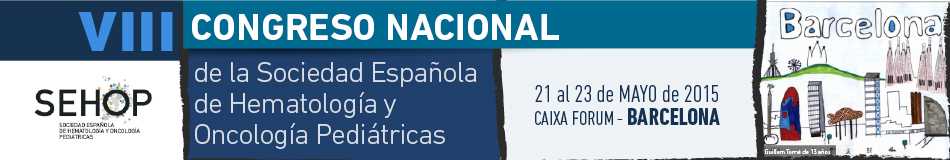 VIII CONGRESO NACIONAL
de la Sociedad Española
de Hematología y
Oncología Pediátricas
SEHOP
SOCIEDAD ESPAÑOLA
DE HEMATOLOGÍA Y ONCOLOGÍA
PEDIÁTRICAS
21 al 23 de MAYO de 2015
CAIXA FORUM - BARCELONA
Barcelona
Guillem Tomé de 13 años